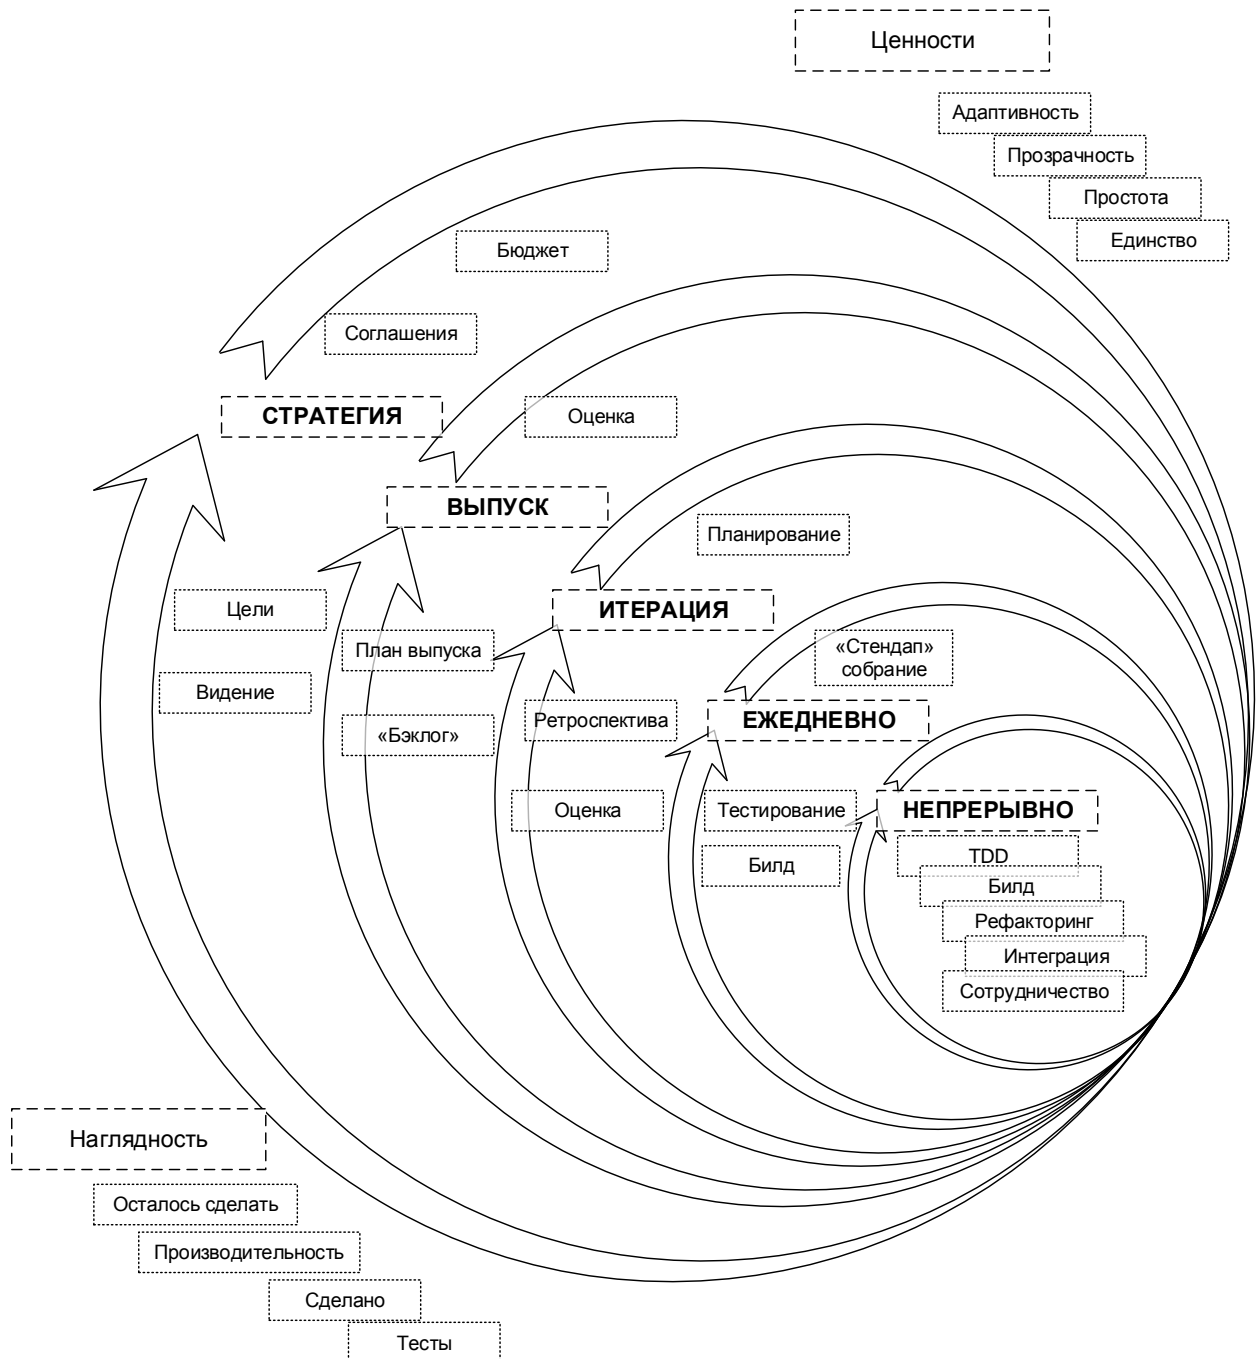 Ценности
Адаптивность
Прозрачность
Простота
Единство
Бюджет
Соглашения
СТРАТЕГИЯ
Оценка
ВЫПУСК
Планирование
Цели
ИТЕРАЦИЯ
План выпуска
«Стендап»
собрание
Видение
«Бэклог»
Ретроспектива
ЕЖЕДНЕВНО
Оценка
Тестирование
НЕПРЕРЫВНО
Билд
TDD
Билд
Рефакторинг
Интеграция
Сотрудничество
Наглядность
Осталось сделать
Производительность
Сделано
Тесты